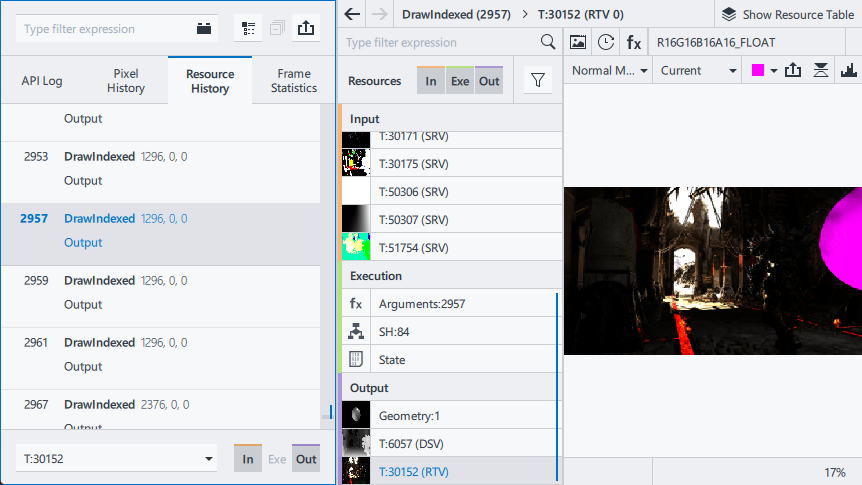 Type filter expression
API Log
Pixel History
Resource History
Frame Statistics
Output
2953 DrawIndexed 1296, 0, 0
Output
2957 DrawIndexed 1296, 0, 0
Output
2959 DrawIndexed 1296, 0, 0
Output
2961 DrawIndexed 1296, 0, 0
Output
2967 DrawIndexed 2376, 0, 0
Output
T:30152
In Exe Out
DrawIndexed (2957) > T:30152 (RTV 0)
Show Resource Table
Type filter expression
fx R16G16B16A16_FLOAT
Resources In Exe Out
Normal M... Current
Input
T:30171 (SRV)
T:30175 (SRV)
T:50306 (SRV)
T:50307 (SRV)
T:51754 (SRV)
Execution
fx Arguments:2957
SH:84
State
Output
Geometry:1
T:6057 (DSV)
T:30152 (RTV)
17%